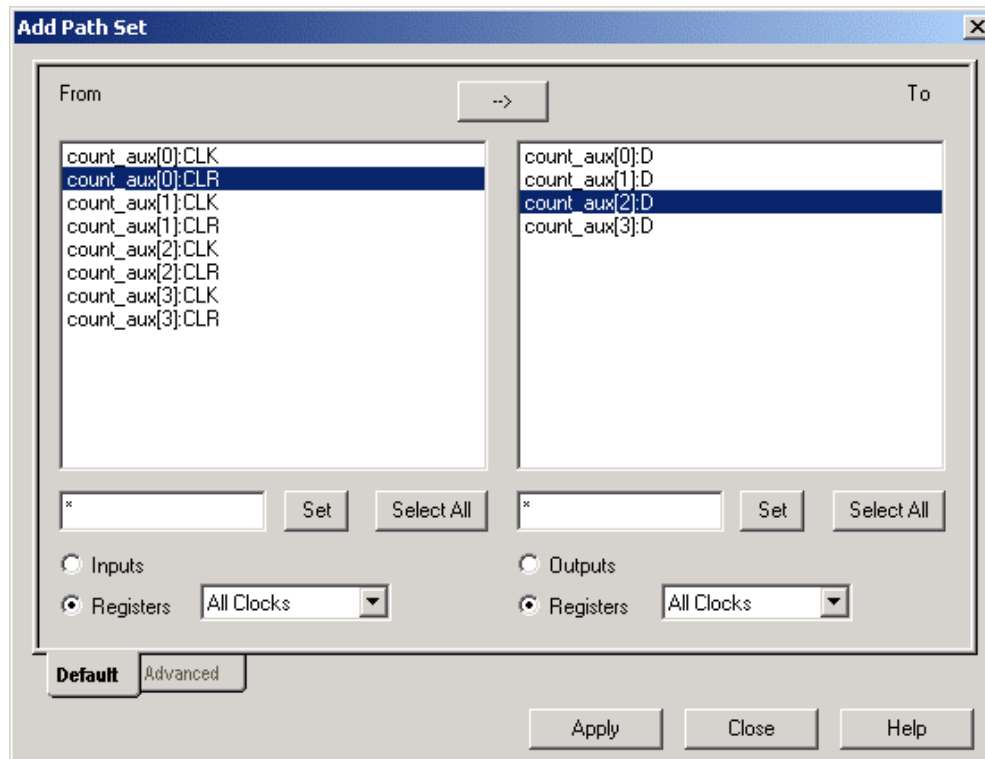 Add Path Set
From --> To
count_aux[0]:CLK
count_aux[0]:CLR
count_aux[1]:CLK
count_aux[1]:CLR
count_aux[2]:CLK
count_aux[2]:CLR
count_aux[3]:CLK
count_aux[3]:CLR
count_aux[0]:D
count_aux[1]:D
count_aux[2]:D
count_aux[3]:D
* Set Select All
* Set Select All
Inputs
Registers All Clocks
Outputs
Registers All Clocks
Default Advanced
Apply Close Help